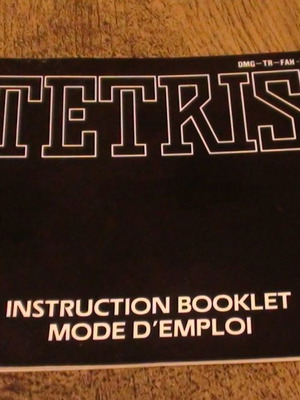 DMG-TR-FAH-
TETRIS
INSTRUCTION BOOKLET
MODE D'EMPLOI